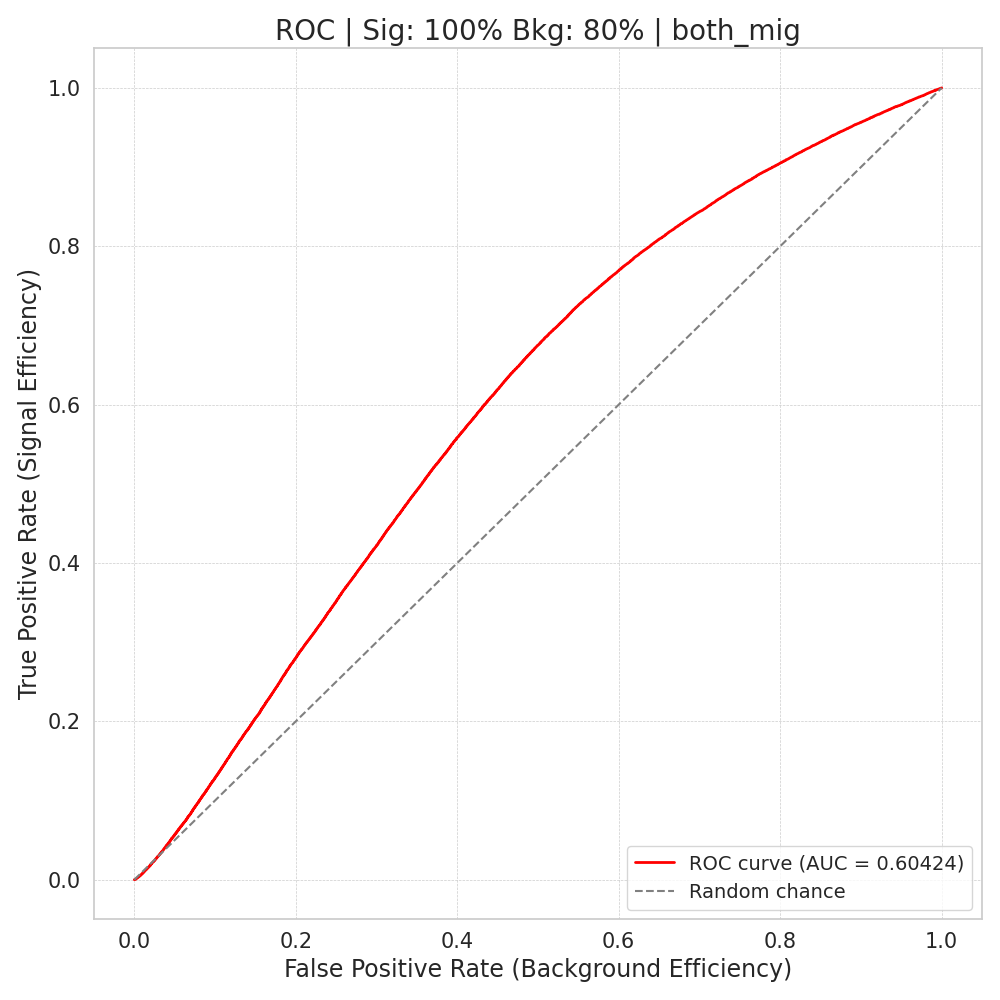 ROC | Sig: 100% Bkg: 80% | both_mig
True Positive Rate (Signal Efficiency)
1.0
0.8
0.6
0.4
0.2
0.0
ROC curve (AUC = 0.60424)
Random chance
0.0 0.2 0.4 0.6 0.8 1.0
False Positive Rate (Background Efficiency)